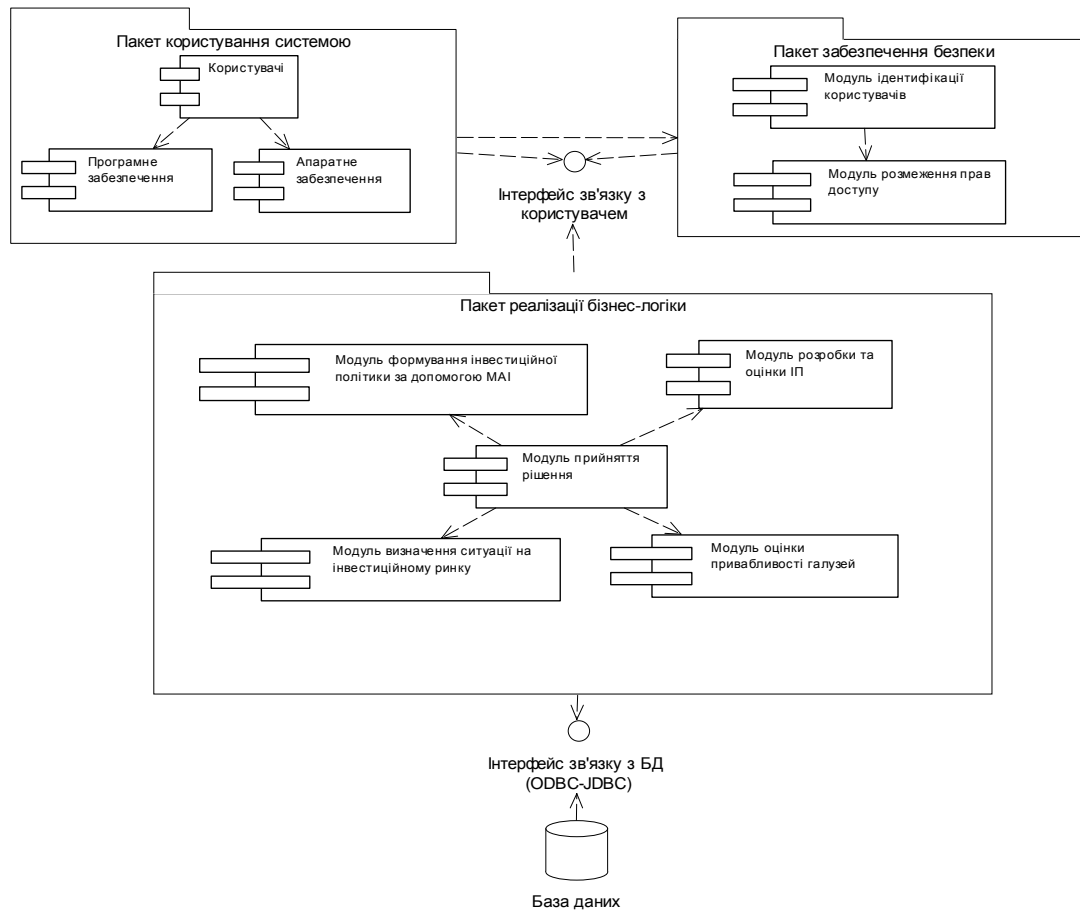 Пакет користування системою
Користувачі
Програмне
забезпечення
Апаратне
забезпечення
Пакет забезпечення безпеки
Модуль ідентифікації
користувачів
Модуль розмеження прав
доступу
Інтерфейс зв'язку з
користувачем
Пакет реалізації бізнес-логіки
Модуль формування інвестиційної
політики за допомогою МАІ
Модуль розробки та
оцінки ІП
Модуль прийняття
рішення
Модуль визначення ситуації на
інвестиційному ринку
Модуль оцінки
привабливості галузей
Інтерфейс зв'язку з БД
(ODBC-JDBC)
База даних